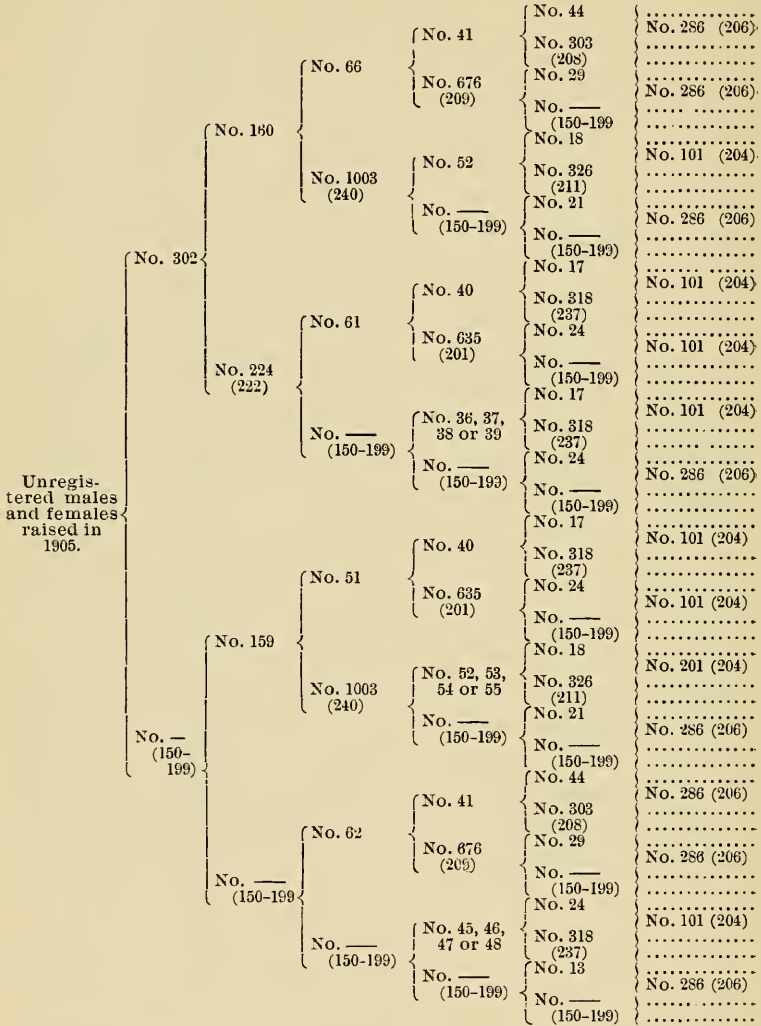 Unregis-
tered males
and females
raised in
1905.
No. 302
No. —
(150-
199)
No. 160
No. 224
(222)
No. 159
No. —
(150-199
No. 66
No. 1003
(240)
No. 61
No. —
(150-199)
No. 51
No. 1003
(240)
No. 62
No. —
(150-199)
No. 41
No. 676
(209)
No. 52
No. —
(150-199)
No. 40
No. 635
(201)
No. 36, 37,
38 or 39
No. —
(150-199)
No. 40
No. 635
(201)
No. 52, 53,
54 or 55
No. —
(150-199)
No. 41
No. 676
(209)
No. 45, 46,
47 or 48
No. —
(150-199)
No. 44
No. 303
(208)
No. 29
No. —
(150-199
No. 18
No. 326
(211)
No. 21
No. —
(150-199)
No. 17
No. 318
(237)
No. 24
No. —
(150-199)
No. 17
No. 318
(237)
No. 24
No. —
(150-199)
No. 17
No. 318
(237)
No. 24
No. —
(150-199)
No. 18
No. 326
(211)
No. 21
No. —
(150-199)
No. 44
No. 303
(208)
No. 29
No. —
(150-199)
No. 24
No. 318
(237)
No. 13
No. —
(150-199)
..............
No. 286 (206)
..............
..............
..............
No. 286 (206)
..............
..............
..............
No. 101 (204)
..............
..............
..............
No. 286 (206)
..............
..............
..............
No. 101 (204)
..............
..............
..............
No. 101 (204)
..............
..............
..............
No. 101 (204)
..............
..............
..............
No. 286 (206)
..............
..............
..............
No. 101 (204)
..............
..............
..............
No. 101 (204)
..............
..............
..............
No. 201 (204)
..............
..............
..............
No. 286 (206)
..............
..............
..............
No. 286 (206)
..............
..............
..............
No. 286 (206)
..............
..............
..............
No. 101 (204)
..............
..............
..............
No. 286 (206)
..............
..............